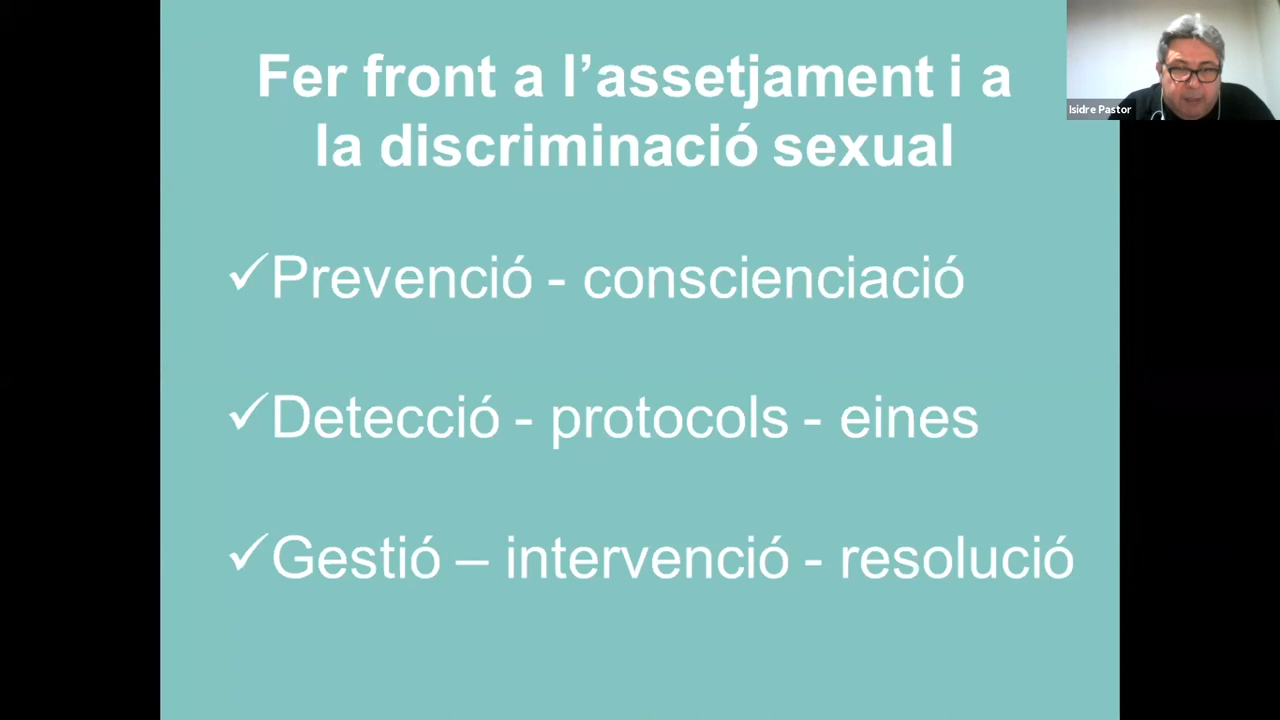 Fer front a l’assetjament i a
la discriminació sexual
Isidre Pastor
✓Prevenció - conscienciació
✓Detecció - protocols - eines
✓Gestió – intervenció - resolució